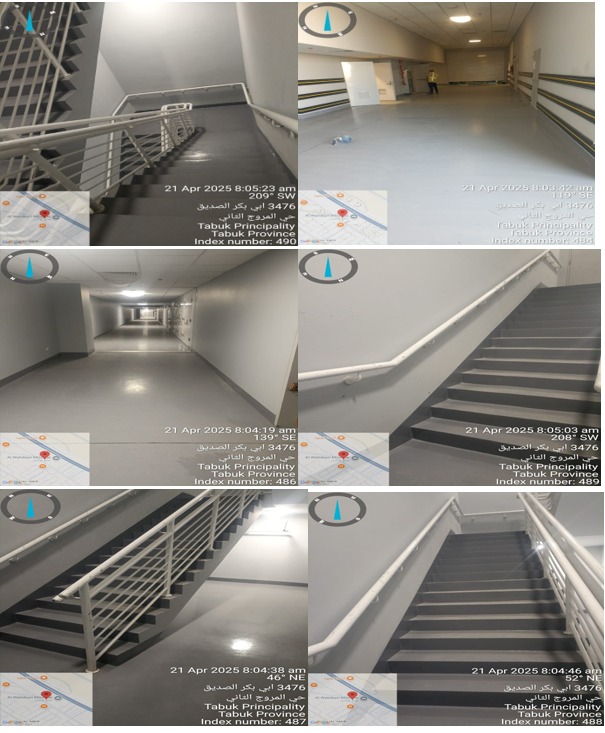 21 Apr 2025 8:05:23 am
209° SW
3476 ابي بكر الصديق
حي المروج الثاني
Tabuk Principality
Tabuk Province
Index number: 490
21 Apr 2025 8:03:42 am
119° SE
3476 ابي بكر الصديق
حي المروج الثاني
Tabuk Principality
Tabuk Province
Index number: 484
21 Apr 2025 8:04:19 am
139° SE
3476 ابي بكر الصديق
حي المروج الثاني
Tabuk Principality
Tabuk Province
Index number: 486
21 Apr 2025 8:05:03 am
208° SW
3476 ابي بكر الصديق
حي المروج الثاني
Tabuk Principality
Tabuk Province
Index number: 489
21 Apr 2025 8:04:38 am
46° NE
3476 ابي بكر الصديق
حي المروج الثاني
Tabuk Principality
Tabuk Province
Index number: 487
21 Apr 2025 8:04:46 am
52° NE
3476 ابي بكر الصديق
حي المروج الثاني
Tabuk Principality
Tabuk Province
Index number: 488